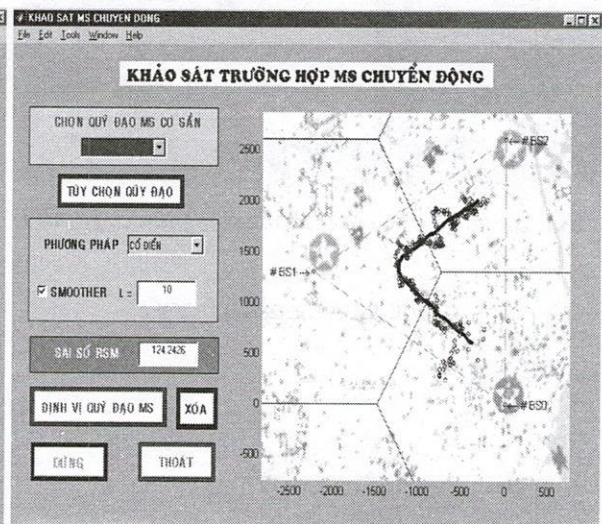 KHAO SAT MS CHUYEN DONG
File Edit Tools Window Help
KHẢO SÁT TRƯỜNG HỢP MS CHUYỂN ĐỘNG
CHỌN QUỸ ĐẠO MS CÓ SẴN
TÙY CHỌN QŨY ĐẠO
PHƯƠNG PHÁP CỔ ĐIỂN
SMOOTHER L = 10
SAI SỐ RSM 124.2426
ĐỊNH VỊ QUỸ ĐẠO MS XÓA
DỪNG THOÁT
2500
2000
1500
1000
500
0
-500
-2500 -2000 -1500 -1000 -500 0 500
#BS2
#BS1
#BS0